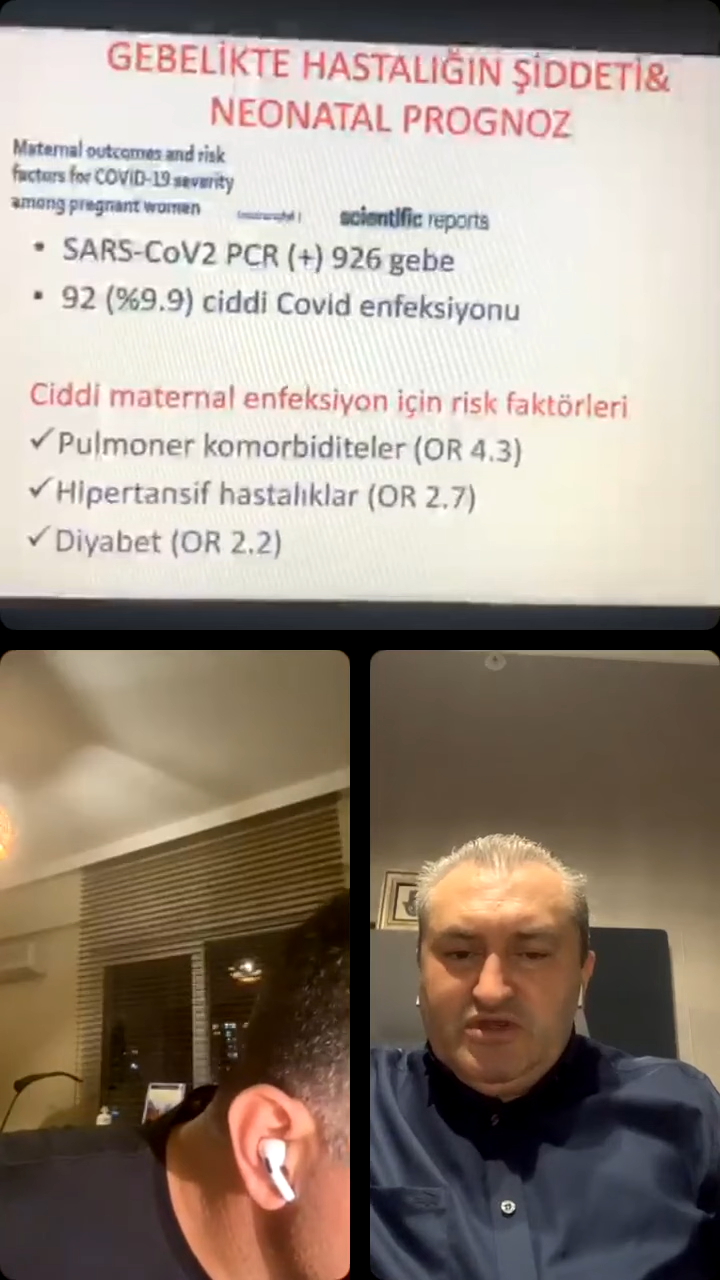 GEBELİKTE HASTALIĞIN ŞİDDETİ&
NEONATAL PROGNOZ
Maternal outcomes and risk
factors for COVID-19 severity
among pregnant women
scientific reports
• SARS-CoV2 PCR (+) 926 gebe
• 92 (%9.9) ciddi Covid enfeksiyonu
Ciddi maternal enfeksiyon için risk faktörleri
✓Pulmoner komorbiditeler (OR 4.3)
✓Hipertansif hastalıklar (OR 2.7)
✓Diyabet (OR 2.2)